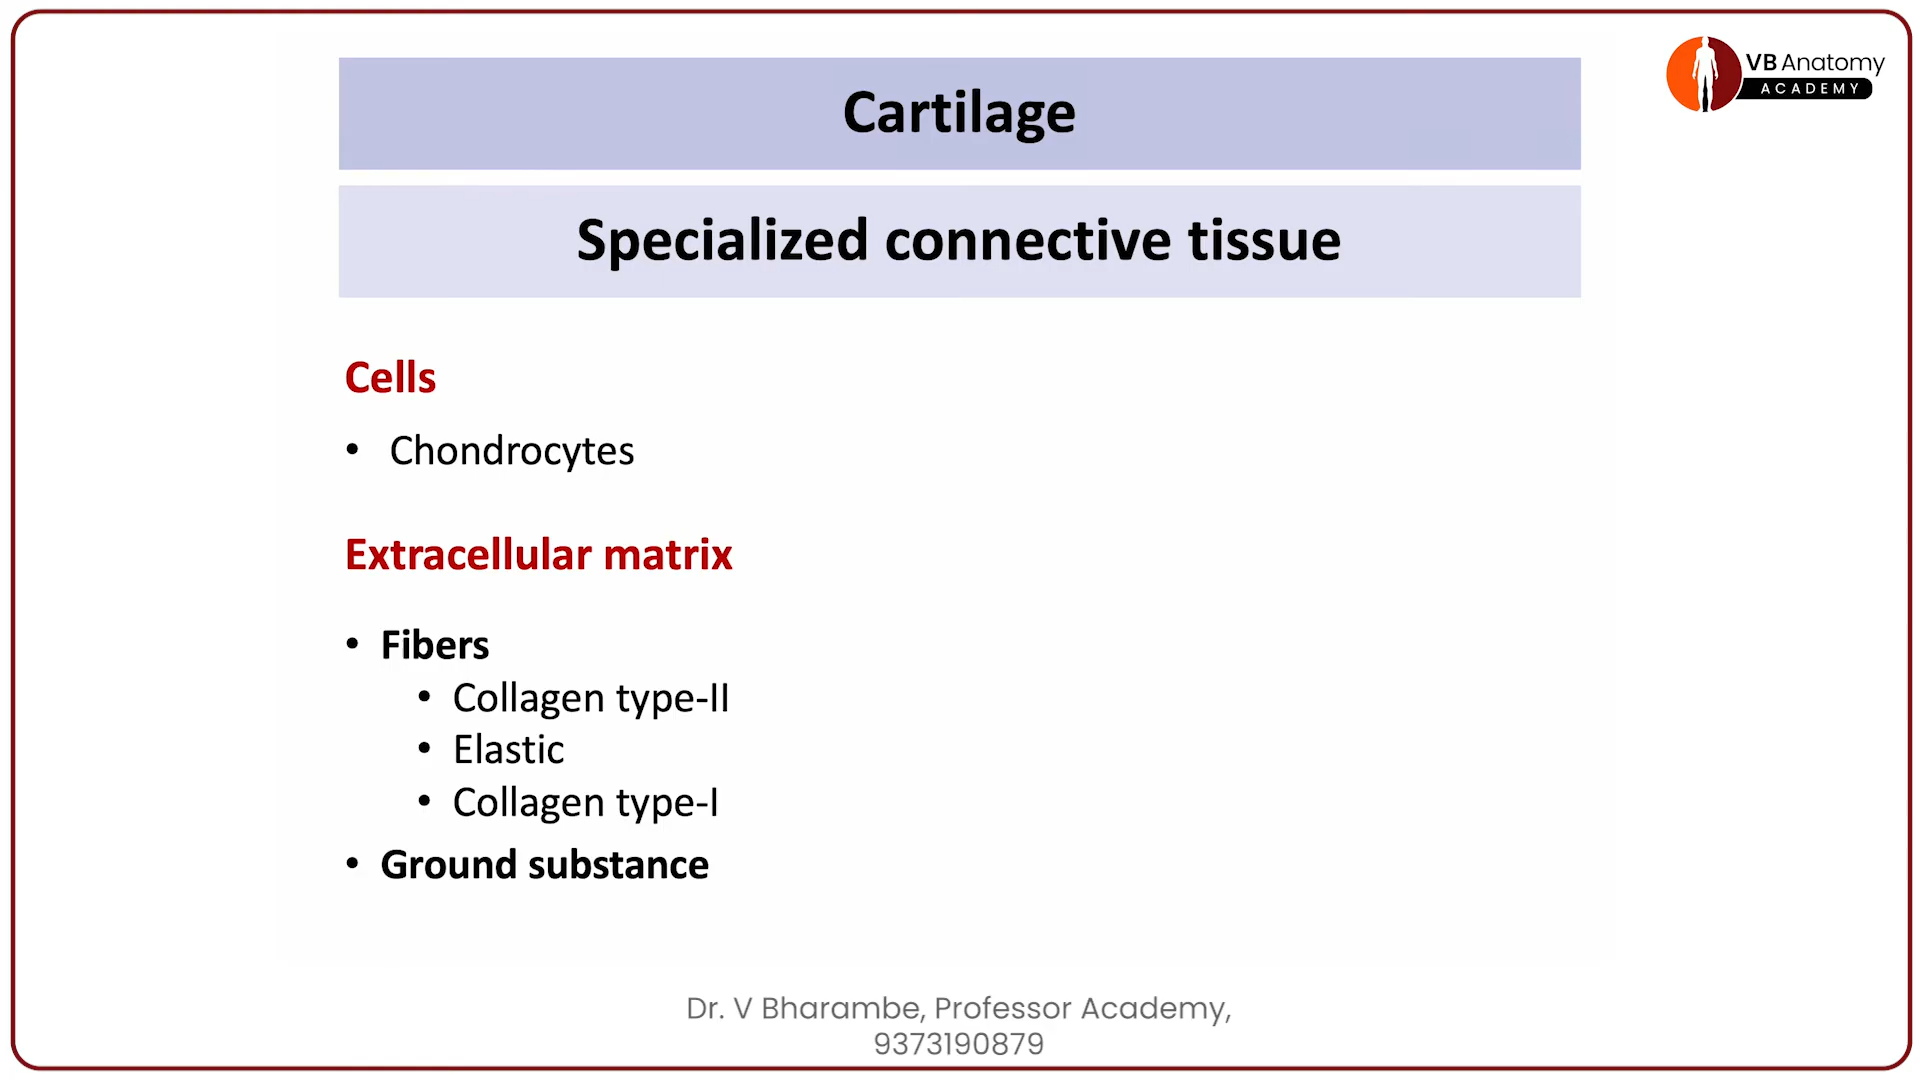 VB Anatomy
ACADEMY
Cartilage
Specialized connective tissue
Cells
• Chondrocytes
Extracellular matrix
• Fibers
• Collagen type-II
• Elastic
• Collagen type-I
• Ground substance
Dr. V Bharambe, Professor Academy,
9373190879